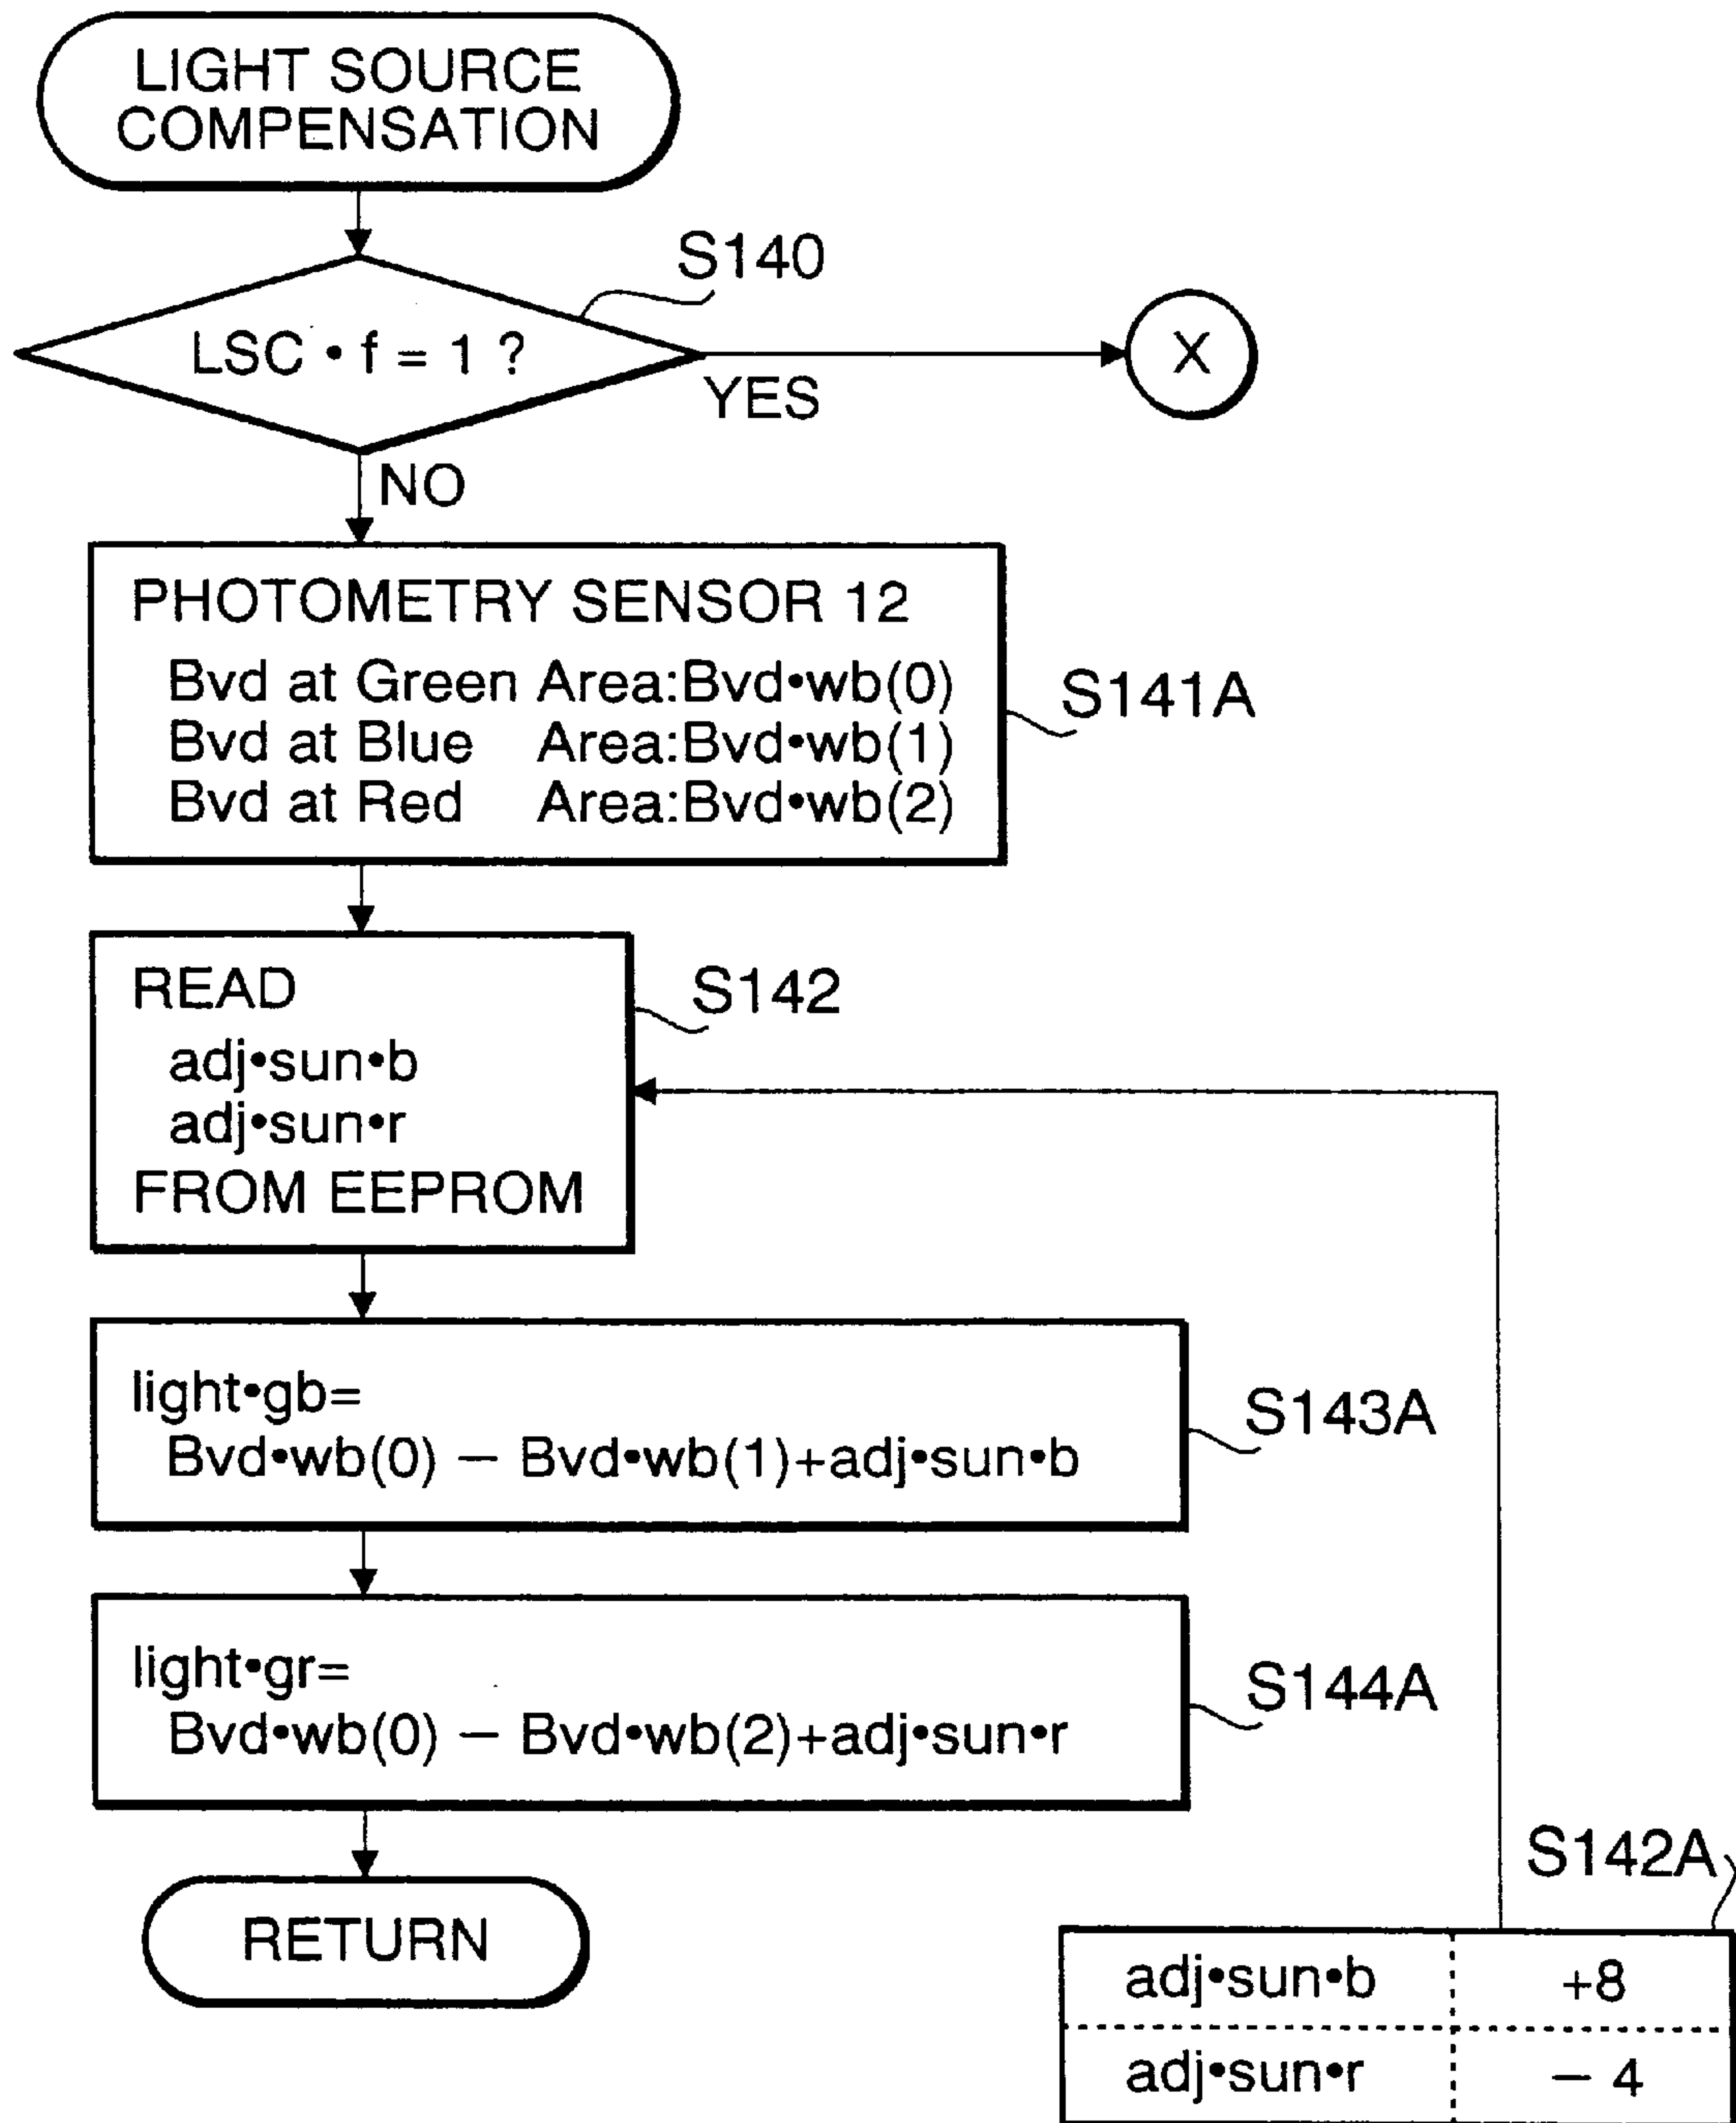 LIGHT SOURCE
COMPENSATION
S140
LSC • f = 1 ?
X
YES
NO
PHOTOMETRY SENSOR 12
Bvd at Green Area:Bvd•wb(0)
Bvd at Blue Area:Bvd•wb(1)
Bvd at Red Area:Bvd•wb(2)
S141A
READ
adj•sun•b
adj•sun•r
FROM EEPROM
S142
light•gb=
Bvd•wb(0) − Bvd•wb(1)+adj•sun•b
S143A
light•gr=
Bvd•wb(0) − Bvd•wb(2)+adj•sun•r
S144A
RETURN
S142A
adj•sun•b +8
adj•sun•r − 4